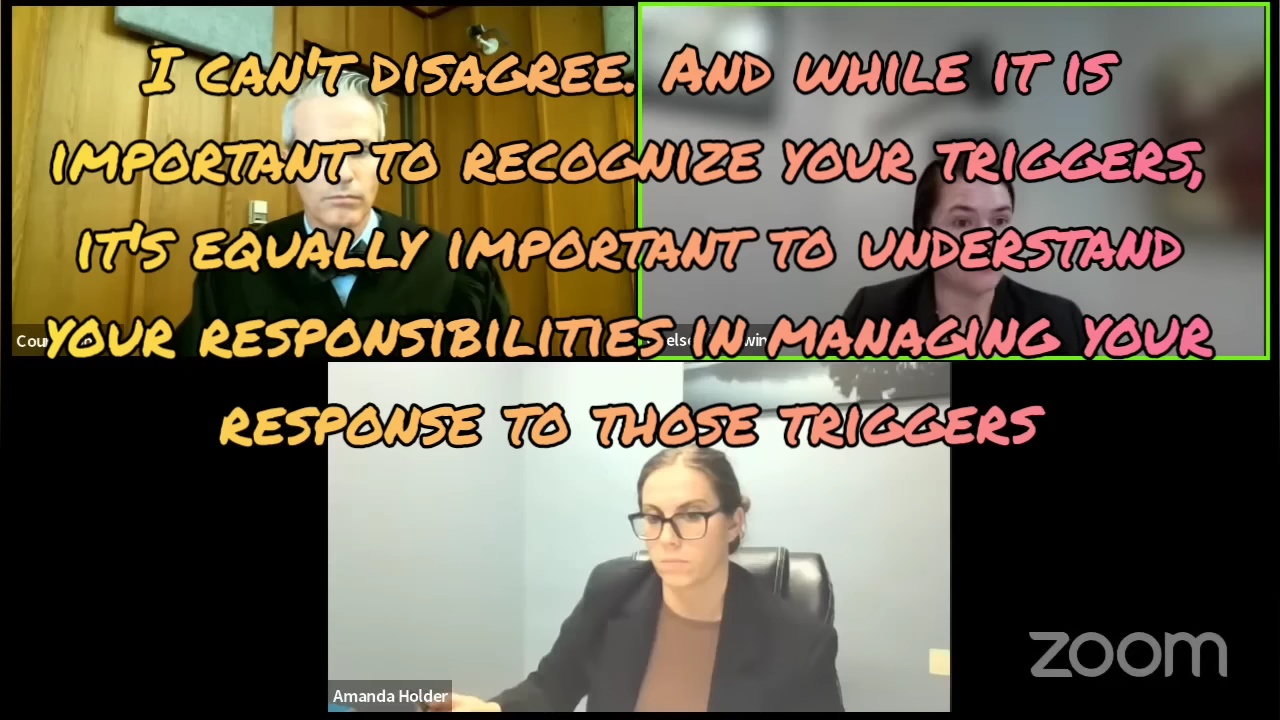 I can't disagree. And while it is
important to recognize your triggers,
it's equally important to understand
your responsibilities in managing your
response to those triggers
Amanda Holder
zoom